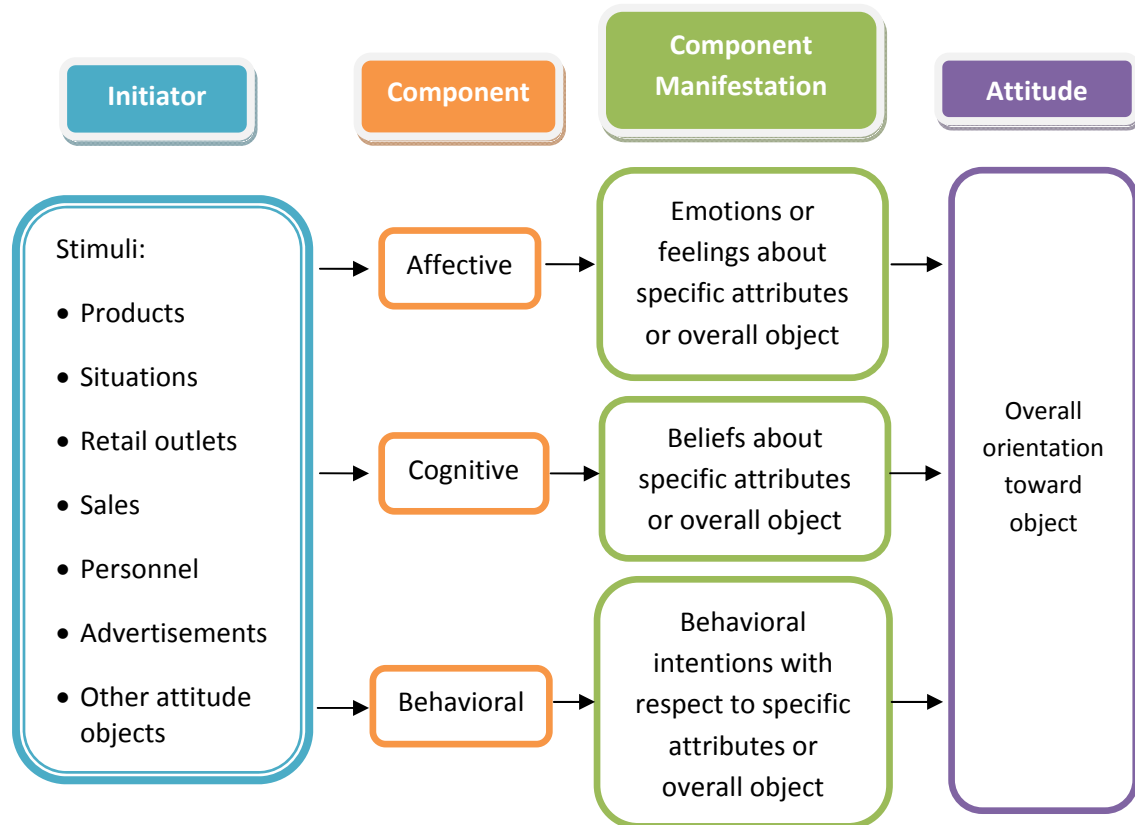 Initiator
Component
Component
Manifestation
Attitude
Stimuli:
• Products
• Situations
• Retail outlets
• Sales
• Personnel
• Advertisements
• Other attitude
objects
Affective
Emotions or
feelings about
specific attributes
or overall object
Cognitive
Beliefs about
specific attributes
or overall object
Behavioral
Behavioral
intentions with
respect to specific
attributes or
overall object
Overall
orientation
toward
object